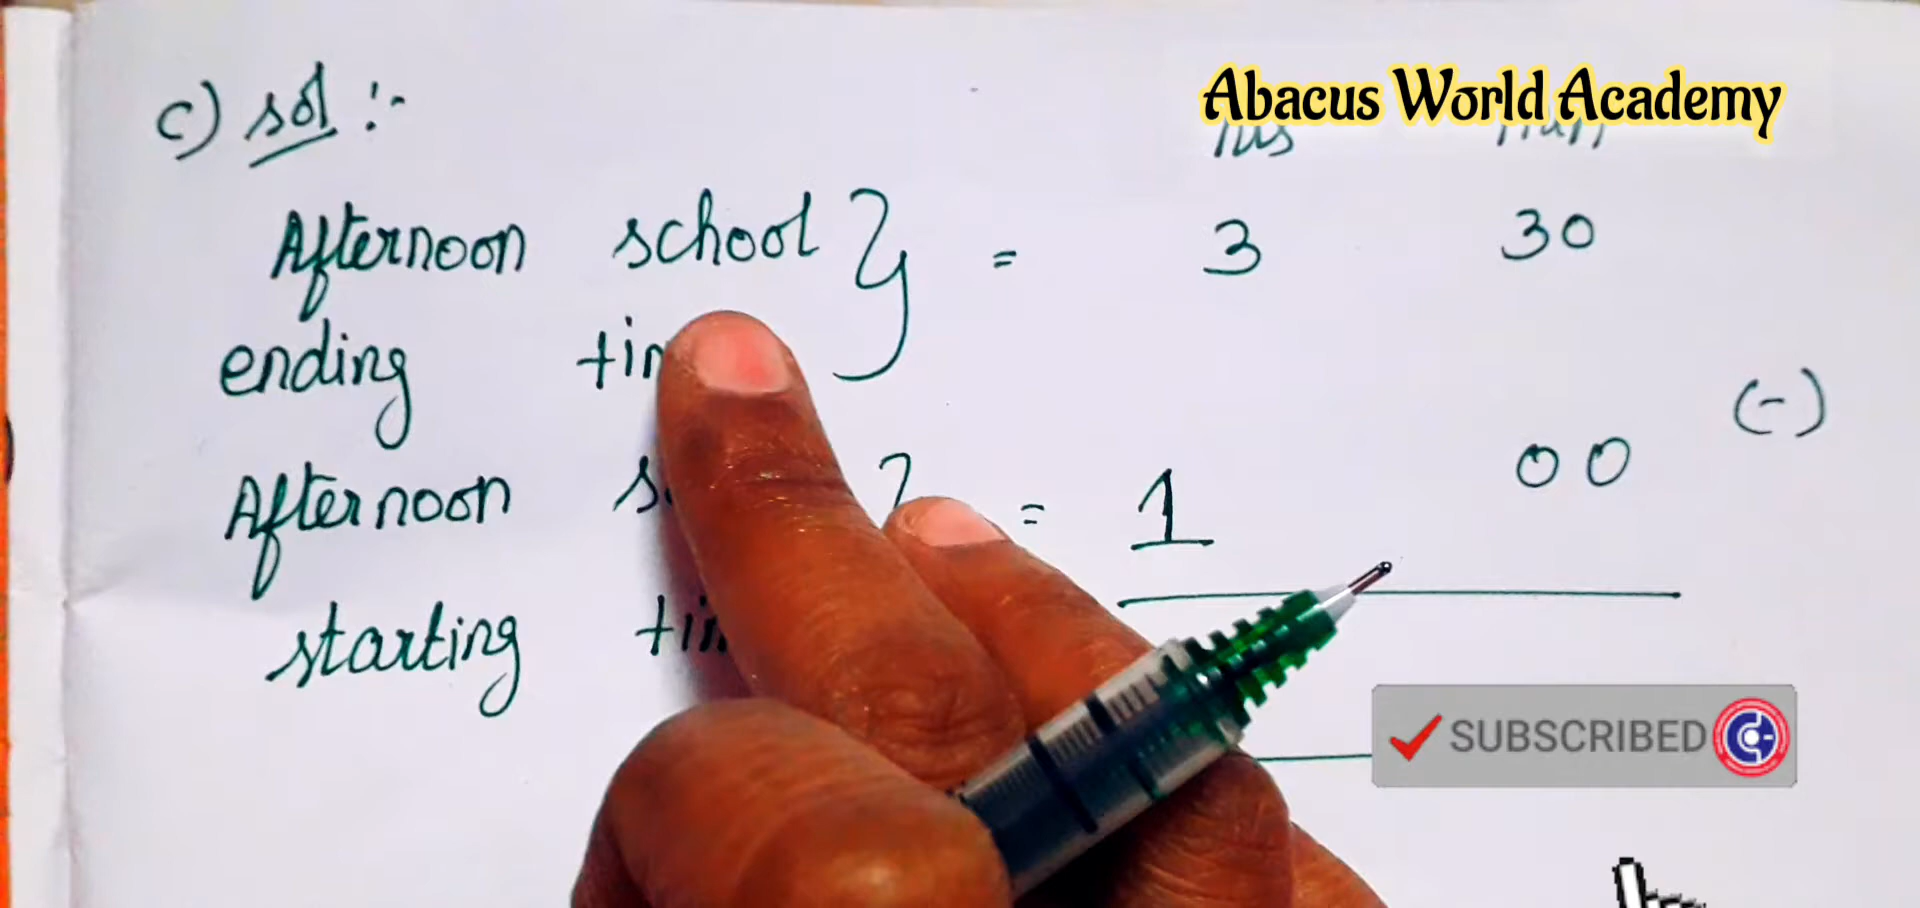 Abacus World Academy
c) sol :-
Afternoon school } = 3 30
ending
(-)
Afternoon = 1 00
starting
SUBSCRIBED